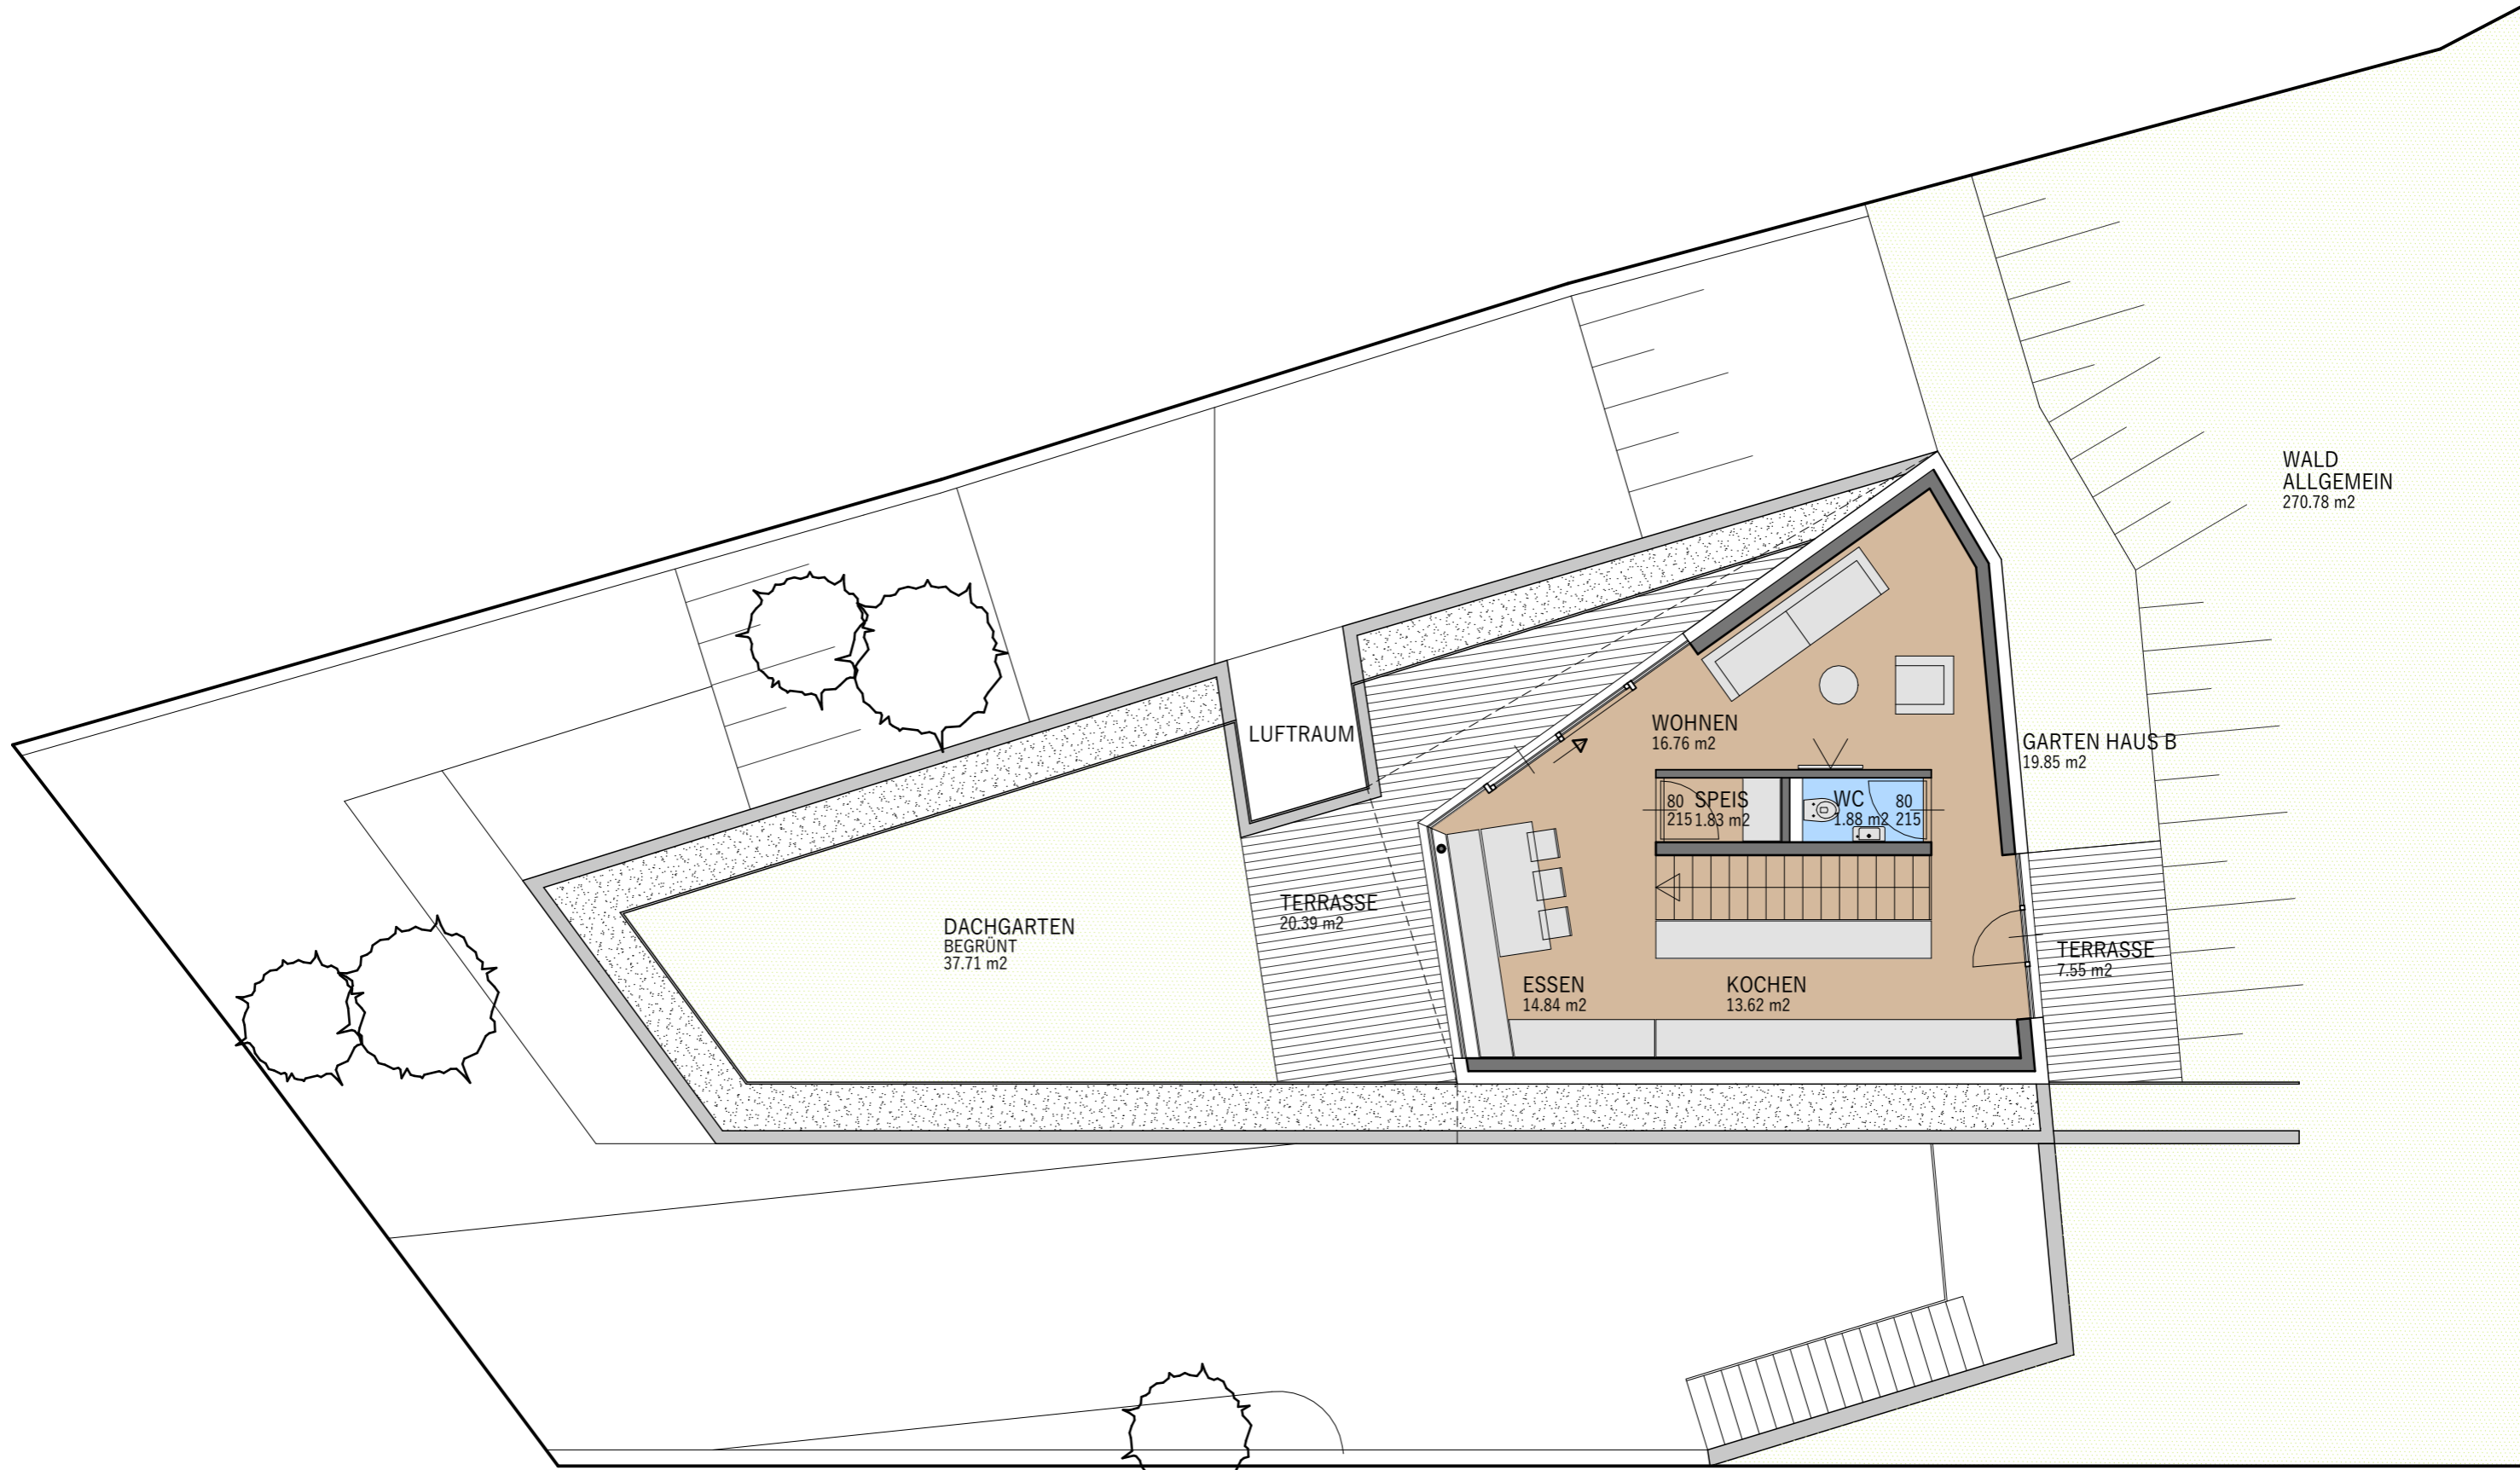 WALD
ALLGEMEIN
270.78 m2
LUFTRAUM
WOHNEN
16.76 m2
GARTEN HAUS B
19.85 m2
80
215
SPEIS
1.83 m2
WC
1.88 m2
80
215
TERRASSE
20.39 m2
DACHGARTEN
BEGRÜNT
37.71 m2
TERRASSE
7.55 m2
ESSEN
14.84 m2
KOCHEN
13.62 m2